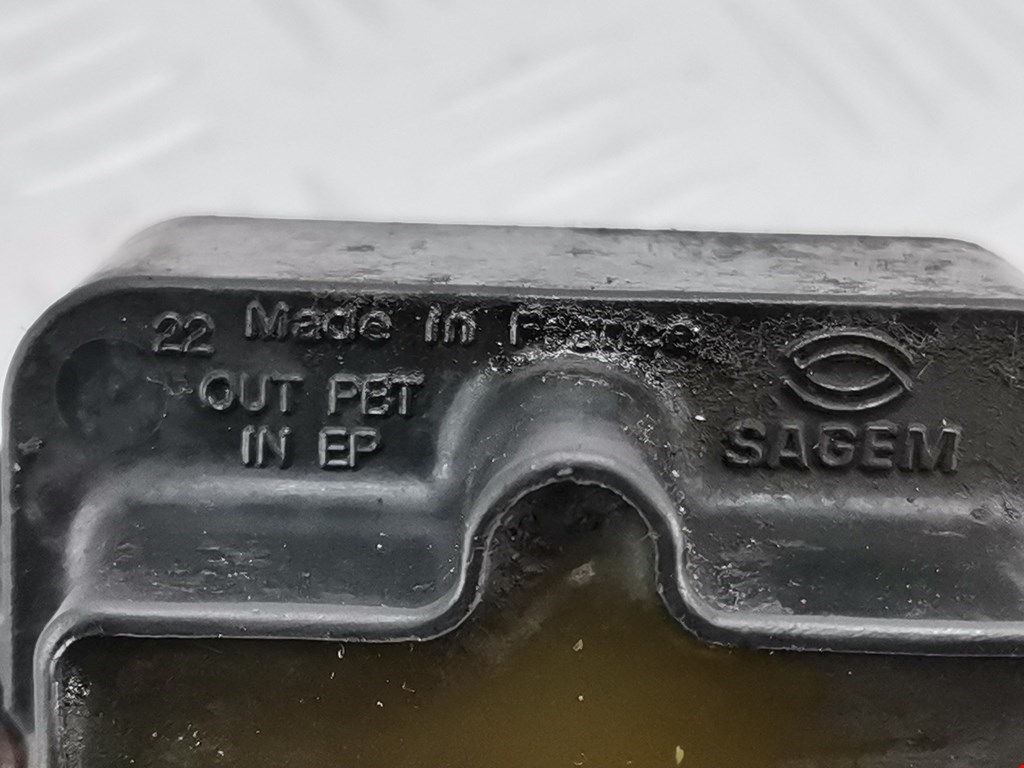 22 Made in France
OUT PBT
IN EP
SAGEM